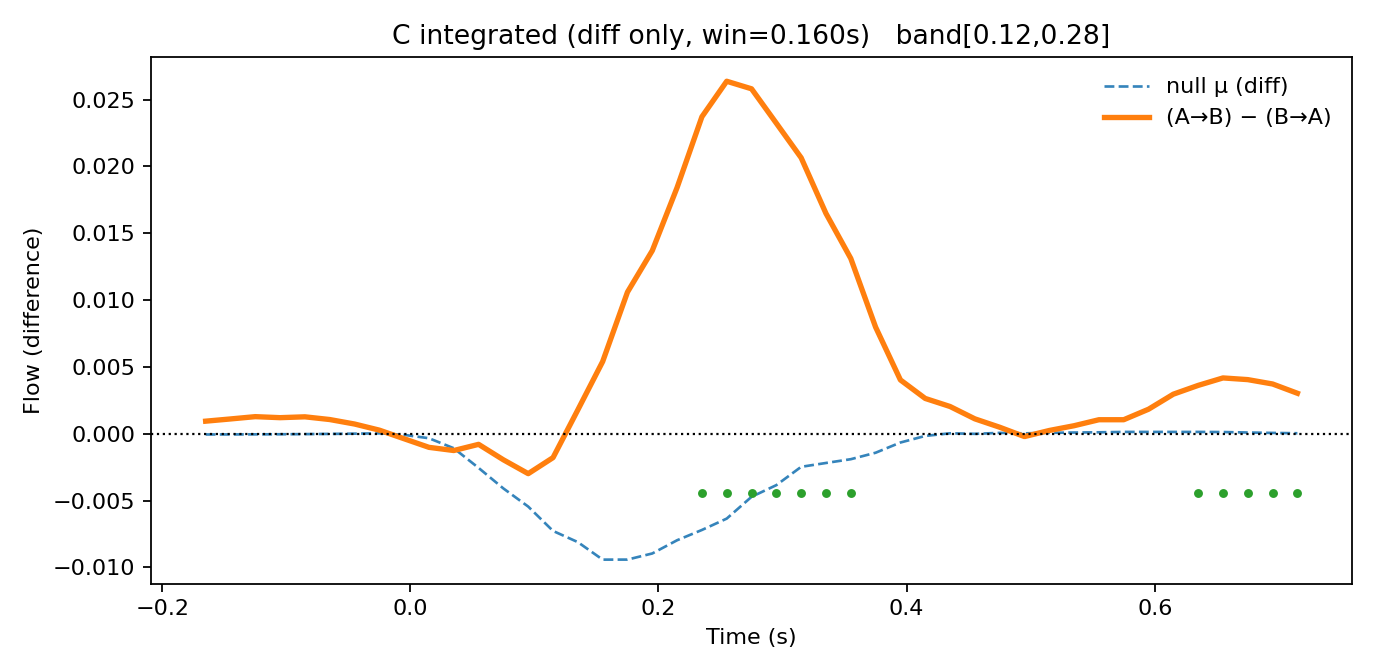 C integrated (diff only, win=0.160s)   band[0.12,0.28]
null μ (diff)
(A→B) − (B→A)
Flow (difference)
0.025
0.020
0.015
0.010
0.005
0.000
−0.005
−0.010
−0.2 0.0 0.2 0.4 0.6
Time (s)